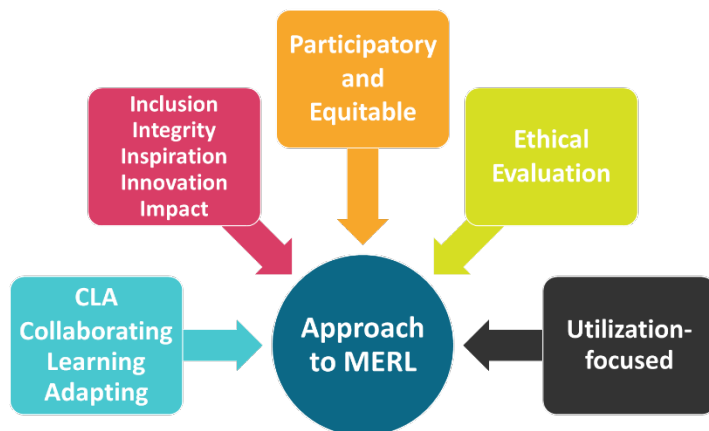 Participatory
and
Equitable
Inclusion
Integrity
Inspiration
Innovation
Impact
Ethical
Evaluation
CLA
Collaborating
Learning
Adapting
Approach
to MERL
Utilization-
focused